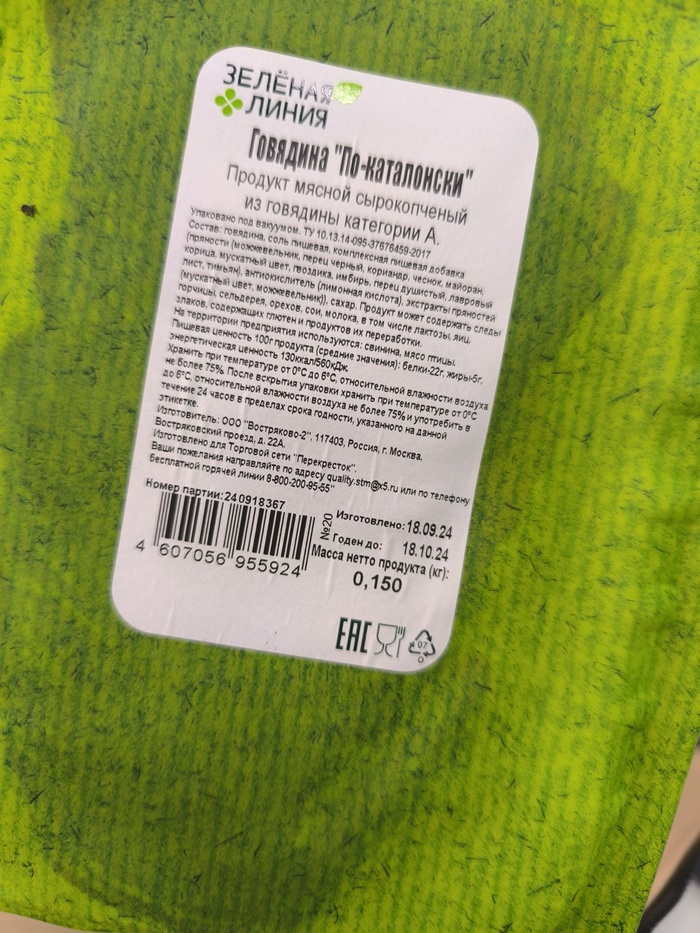 ЗЕЛЁНАЯ
ЛИНИЯ
Говядина "По-каталонски"
Продукт мясной сырокопченый
из говядины категории А.
Упаковано под вакуумом. ТУ 10.13.14-095-37676459-2017
Состав: говядина, соль пищевая, комплексная пищевая добавка
(пряности (можжевельник, перец черный, кориандр, чеснок, майоран,
корица, мускатный цвет, гвоздика, имбирь, перец душистый, лавровый
лист, тимьян), антиокислитель (лимонная кислота), экстракты пряностей
(мускатный цвет, можжевельник)), сахар. Продукт может содержать следы
горчицы, сельдерея, орехов, сои, молока, в том числе лактозы, яиц,
злаков, содержащих глютен и продуктов их переработки.
На территории предприятия используются: свинина, мясо птицы.
Пищевая ценность 100г продукта (средние значения): белки-22г, жиры-5г,
энергетическая ценность 130ккал/560кДж.
Хранить при температуре от 0°С до 6°С, относительной влажности воздуха
не более 75%. После вскрытия упаковки хранить при температуре от 0°С
до 6°С, относительной влажности воздуха не более 75% и употребить в
течение 24 часов в пределах срока годности, указанного на данной
этикетке.
Изготовитель: ООО "Востряково-2", 117403, Россия, г. Москва,
Востряковский проезд, д. 22А.
Изготовлено для Торговой сети "Перекресток".
Ваши пожелания направляйте по адресу quality.stm@x5.ru или по телефону
бесплатной горячей линии 8-800-200-95-55"
Номер партии:240918367
4 607056 955924
№20
Изготовлено: 18.09.24
Годен до: 18.10.24
Масса нетто продукта (кг):
0,150
ЕАС
07
О